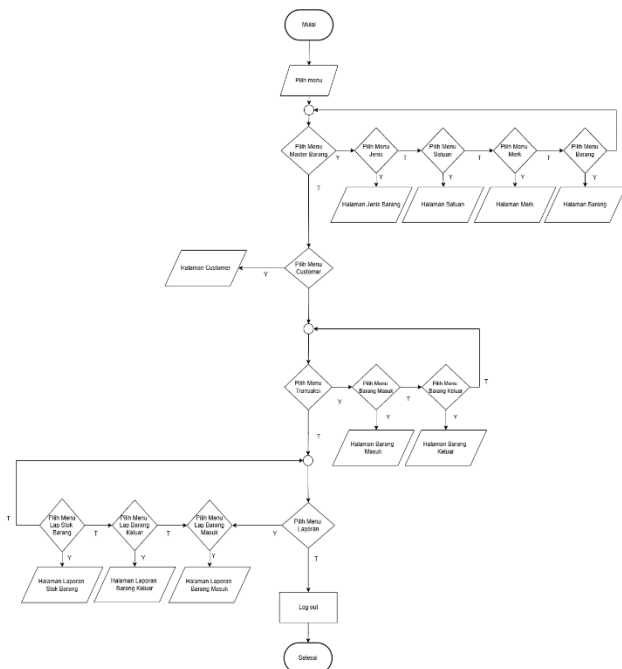 Mulai
Pilih menu
Pilih Menu
Master Barang
Y
Pilih Menu
Jenis
T
Pilih Menu
Satuan
T
Pilih Menu
Merk
T
Pilih Menu
Barang
Y
Y
Y
Y
T
Halaman Jenis Barang
Halaman Satuan
Halaman Merk
Halaman Barang
Halaman Customer
Y
Pilih Menu
Customer
Pilih Menu
Transaksi
Y
Pilih Menu
Barang Masuk
T
Pilih Menu
Barang Keluar
T
Y
Y
T
Halaman Barang
Masuk
Halaman Barang
Keluar
T
Pilih Menu
Lap Stok
Barang
T
Pilih Menu
Lap Barang
Keluar
T
Pilih Menu
Lap Barang
Masuk
Y
Pilih Menu
Laporan
Y
Y
Y
T
Halaman Laporan
Stok Barang
Halaman Laporan
Barang Keluar
Halaman Laporan
Barang Masuk
Log out
Selesai